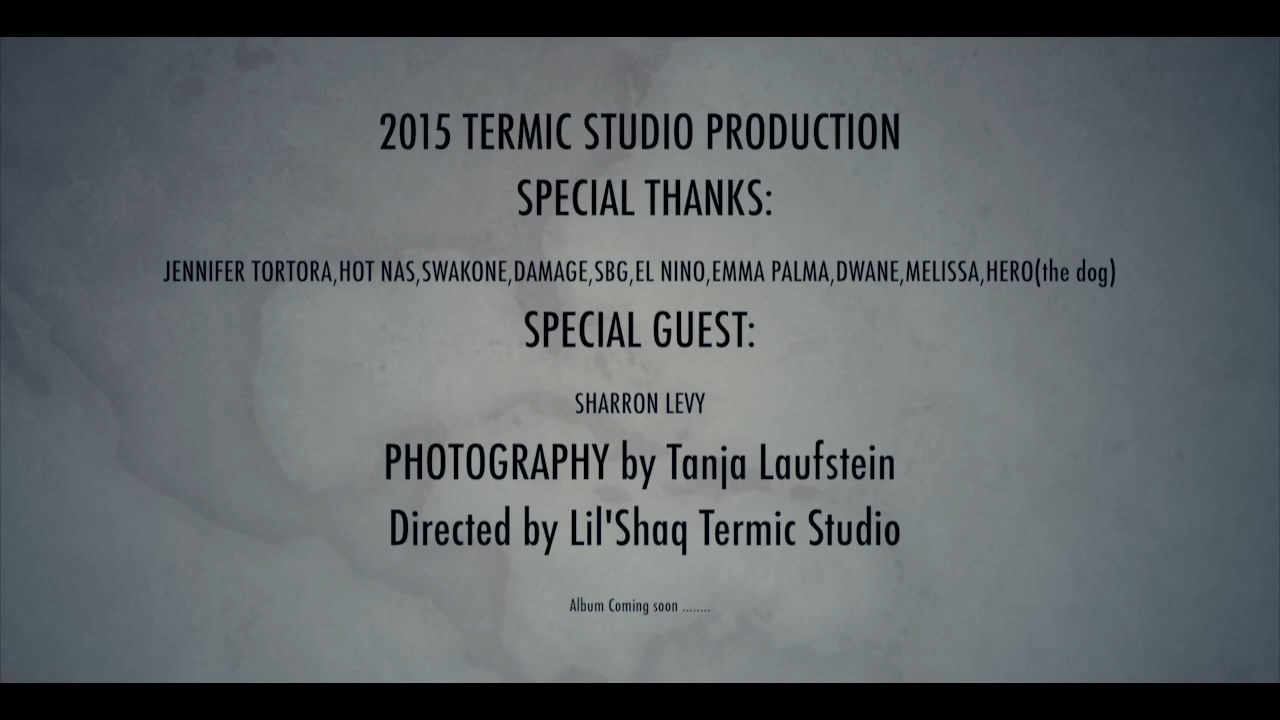 2015 TERMIC STUDIO PRODUCTION
SPECIAL THANKS:
JENNIFER TORTORA,HOT NAS,SWAKONE,DAMAGE,SBG,EL NINO,EMMA PALMA,DWANE,MELISSA,HERO(the dog)
SPECIAL GUEST:
SHARRON LEVY
PHOTOGRAPHY by Tanja Laufstein
Directed by Lil'Shaq Termic Studio
Album Coming soon ........